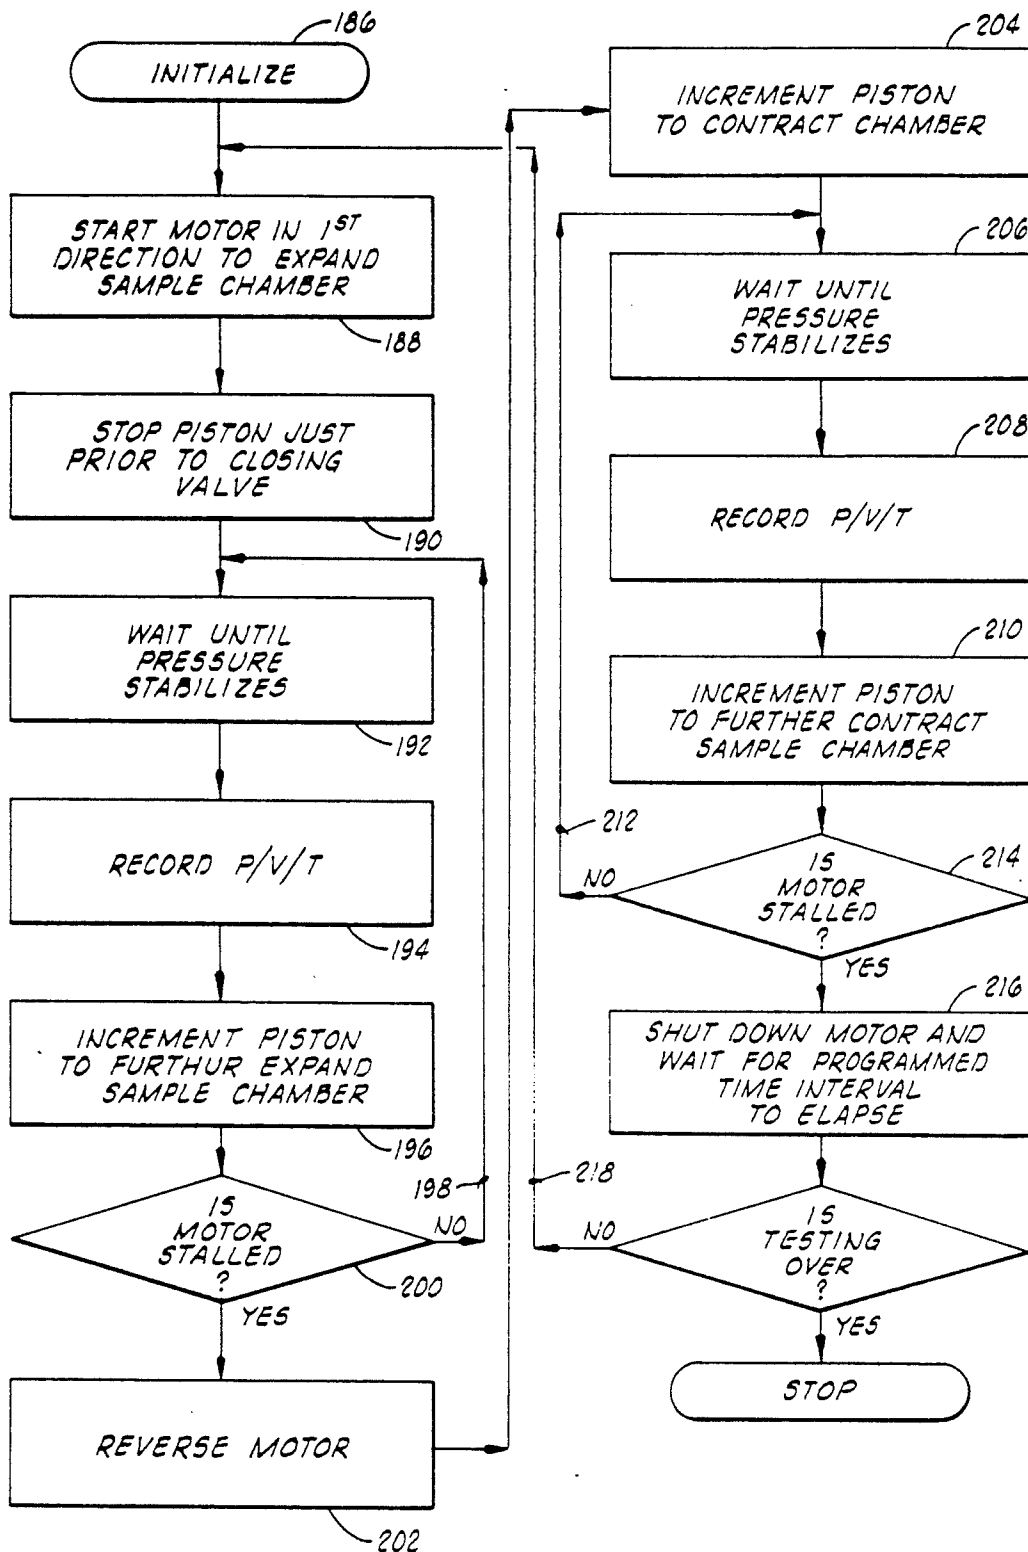 186
INITIALIZE
START MOTOR IN 1ST
DIRECTION TO EXPAND
SAMPLE CHAMBER
188
STOP PISTON JUST
PRIOR TO CLOSING
VALVE
190
WAIT UNTIL
PRESSURE
STABILIZES
192
RECORD P/V/T
194
INCREMENT PISTON
TO FURTHUR EXPAND
SAMPLE CHAMBER
196
198
IS
MOTOR
STALLED
?
NO
200
YES
REVERSE MOTOR
202
204
INCREMENT PISTON
TO CONTRACT CHAMBER
206
WAIT UNTIL
PRESSURE
STABILIZES
208
RECORD P/V/T
210
INCREMENT PISTON
TO FURTHER CONTRACT
SAMPLE CHAMBER
212
214
IS
MOTOR
STALLED
?
NO
YES
216
SHUT DOWN MOTOR AND
WAIT FOR PROGRAMMED
TIME INTERVAL
TO ELAPSE
218
IS
TESTING
OVER
?
NO
YES
STOP